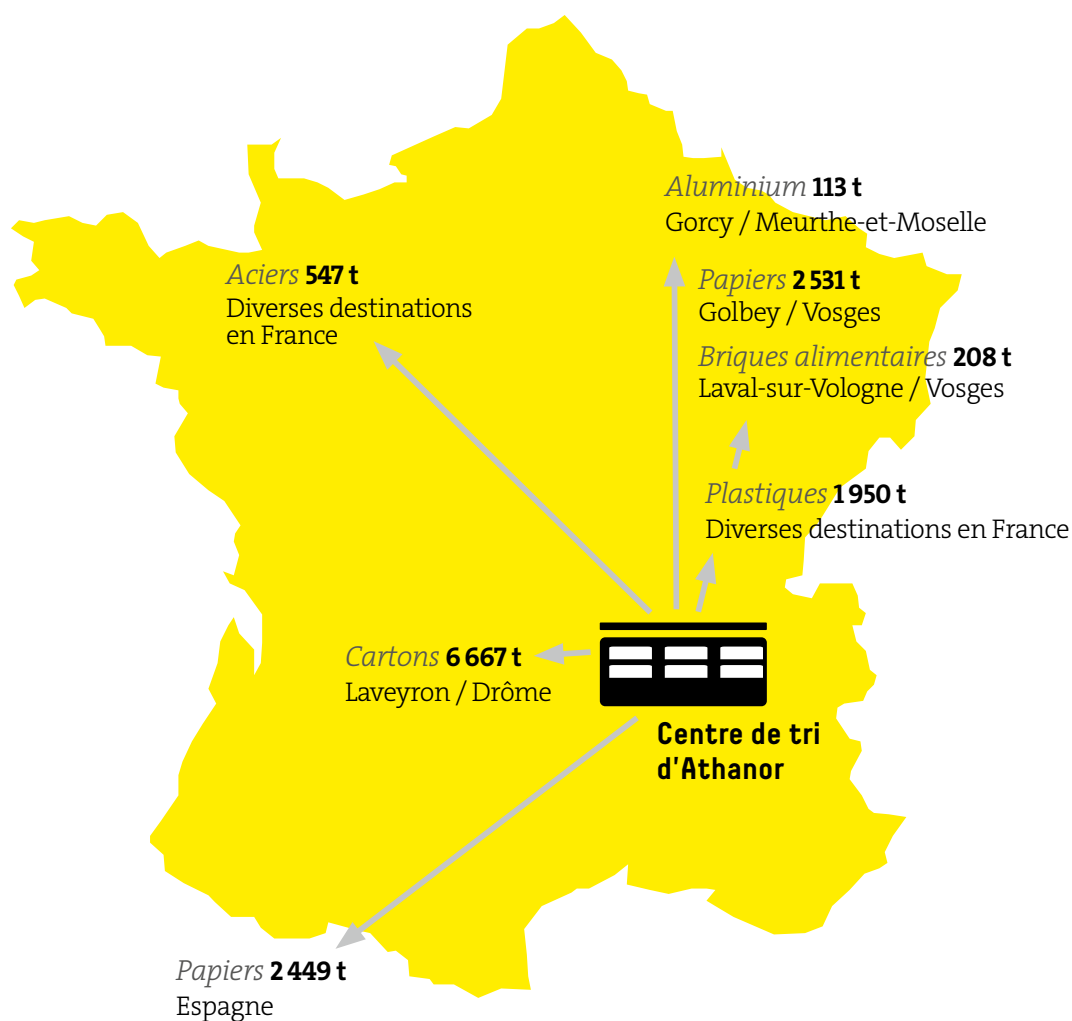 Aluminium 113 t
Gorcy / Meurthe-et-Moselle
Aciers 547 t
Diverses destinations
en France
Papiers 2 531 t
Golbey / Vosges
Briques alimentaires 208 t
Laval-sur-Vologne / Vosges
Plastiques 1 950 t
Diverses destinations en France
Cartons 6 667 t
Laveyron / Drôme
Centre de tri
d'Athanor
Papiers 2 449 t
Espagne